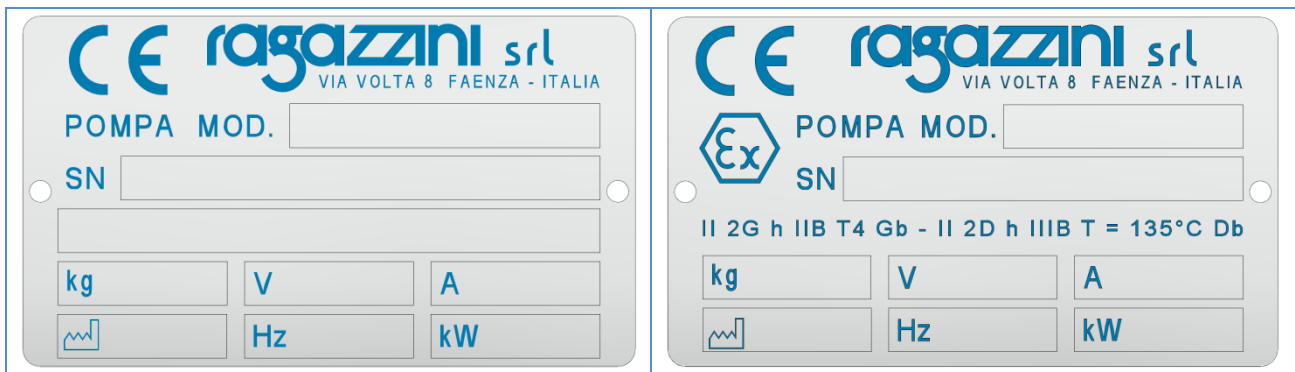 CE ragazzini srl
VIA VOLTA 8 FAENZA - ITALIA
POMPA MOD.
SN
kg V A
Hz kW
CE ragazzini srl
VIA VOLTA 8 FAENZA - ITALIA
Ex POMPA MOD.
SN
II 2G h IIB T4 Gb - II 2D h IIIB T = 135°C Db
kg V A
Hz kW